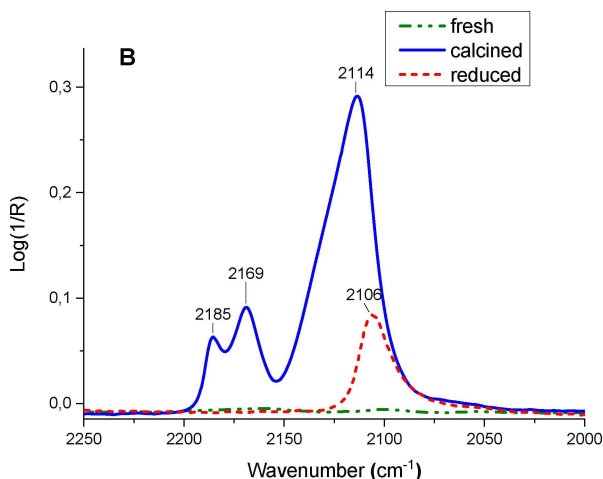 B
fresh
calcined
reduced
2114
2106
2169
2185
0,3
0,2
0,1
0,0
Log(1/R)
2250
2200
2150
2100
2050
2000
Wavenumber (cm⁻¹)